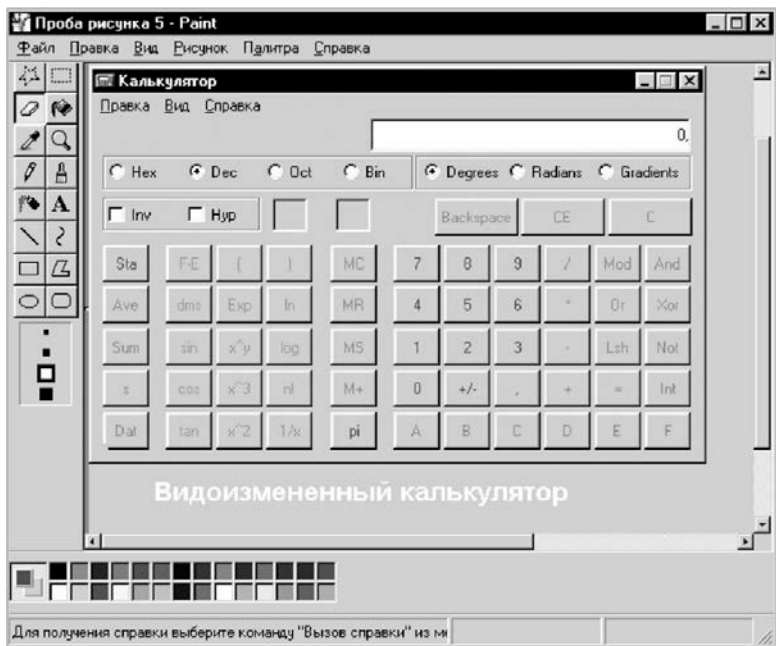 Проба рисунка 5 - Paint
Файл Правка Вид Рисунок Палитра Справка
Калькулятор
Правка Вид Справка
0,
Hex Dec Oct Bin Degrees Radians Gradients
Inv Hyp Backspace CE C
Sta F-E ( ) MC 7 8 9 / Mod And
Ave dms Exp ln MR 4 5 6 * Or Xor
Sum sin x^y log MS 1 2 3 - Lsh Not
s cos x^3 n! M+ 0 +/- , + = Int
Dat tan x^2 1/x pi A B C D E F
Видоизмененный калькулятор
Для получения справки выберите команду "Вызов справки" из м